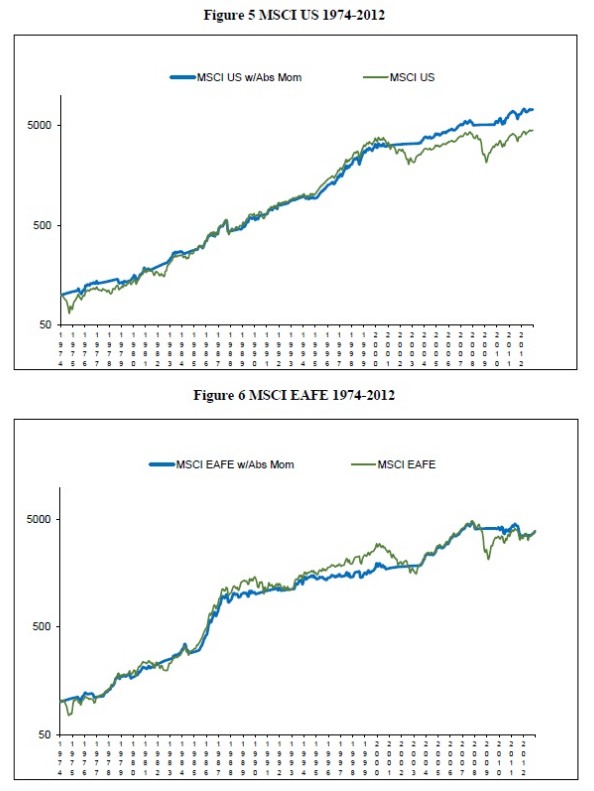 Figure 5 MSCI US 1974-2012
MSCI US w/Abs Mom
MSCI US
5000
500
50
1974 1975 1976 1977 1978 1979 1980 1981 1982 1983 1984 1985 1986 1987 1988 1989 1990 1991 1992 1993 1994 1995 1996 1997 1998 1999 2000 2001 2002 2003 2004 2005 2006 2007 2008 2009 2010 2011 2012
Figure 6 MSCI EAFE 1974-2012
MSCI EAFE w/Abs Mom
MSCI EAFE
5000
500
50
1974 1975 1976 1977 1978 1979 1980 1981 1982 1983 1984 1985 1986 1987 1988 1989 1990 1991 1992 1993 1994 1995 1996 1997 1998 1999 2000 2001 2002 2003 2004 2005 2006 2007 2008 2009 2010 2011 2012